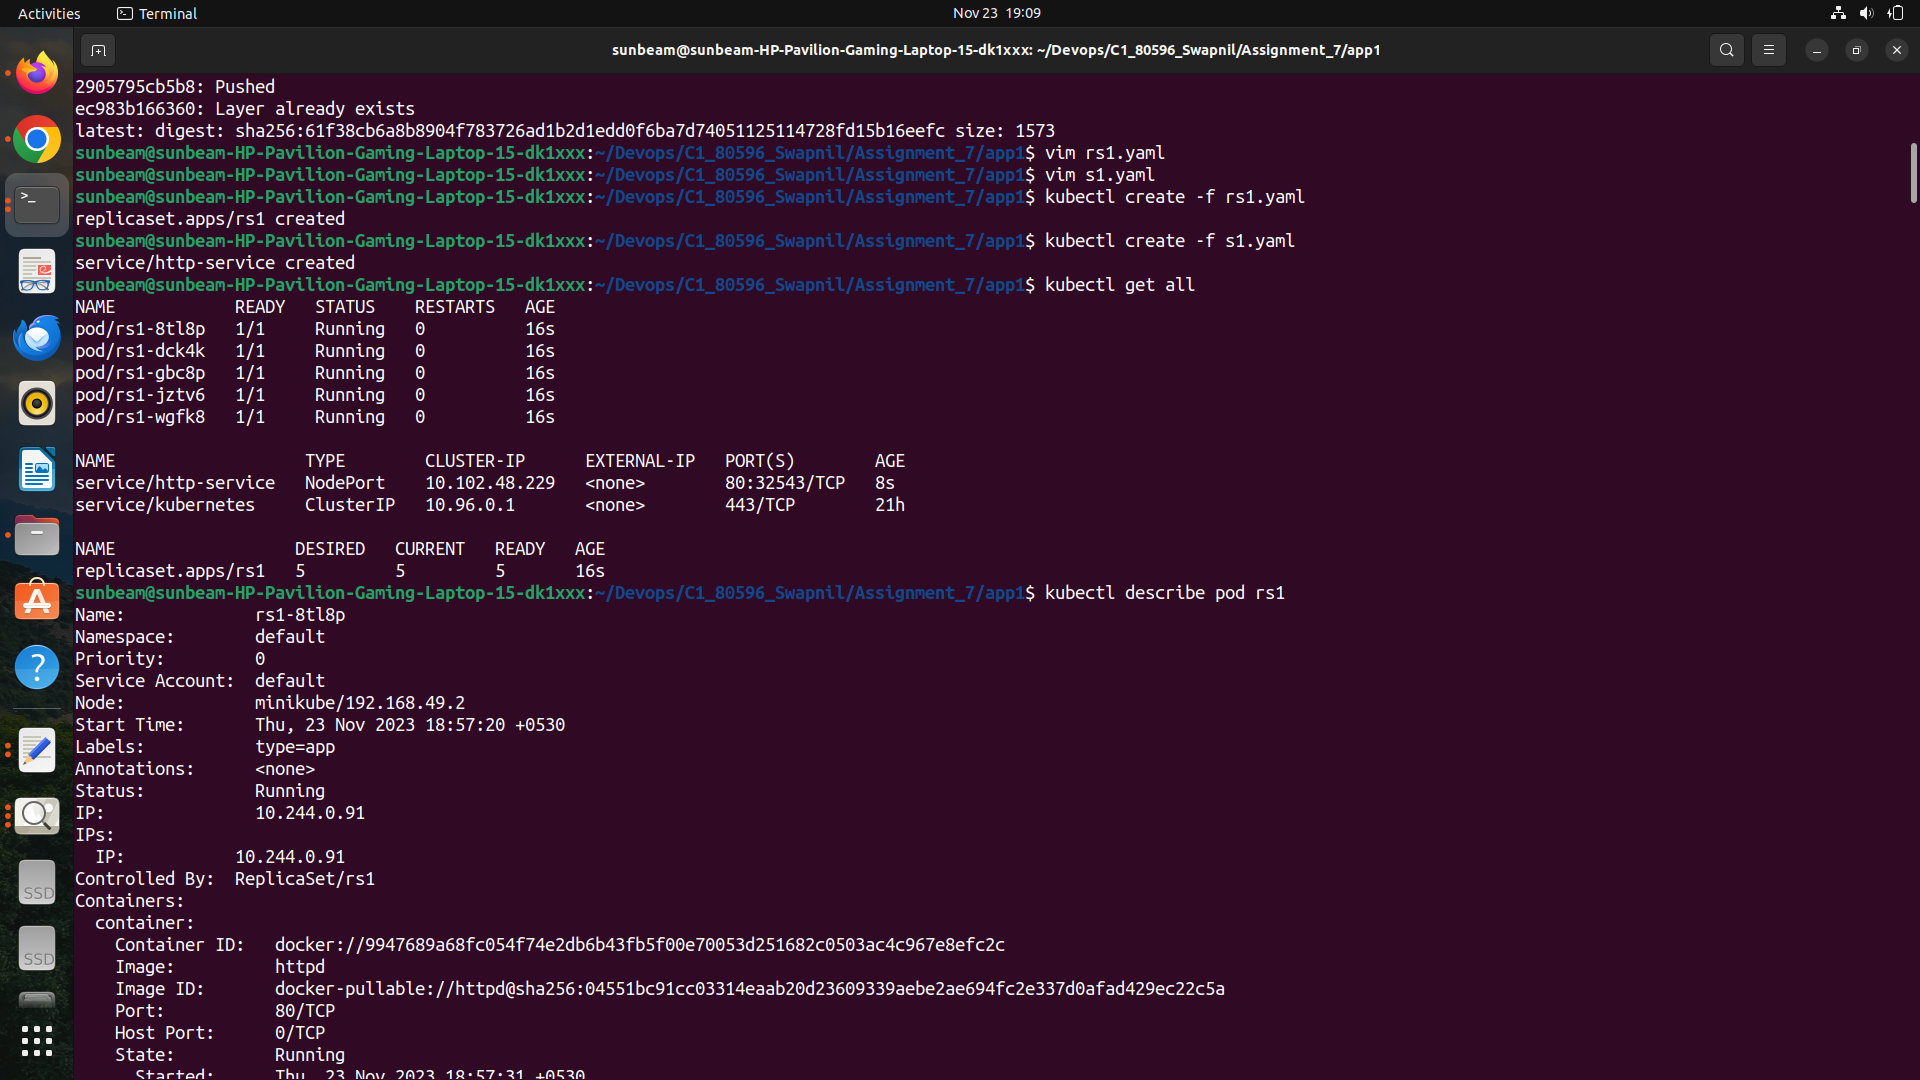 Activities Terminal Nov 23 19:09
sunbeam@sunbeam-HP-Pavilion-Gaming-Laptop-15-dk1xxx: ~/Devops/C1_80596_Swapnil/Assignment_7/app1
2905795cb5b8: Pushed
ec983b166360: Layer already exists
latest: digest: sha256:61f38cb6a8b8904f783726ad1b2d1edd0f6ba7d74051125114728fd15b16eefc size: 1573
sunbeam@sunbeam-HP-Pavilion-Gaming-Laptop-15-dk1xxx:~/Devops/C1_80596_Swapnil/Assignment_7/app1$ vim rs1.yaml
sunbeam@sunbeam-HP-Pavilion-Gaming-Laptop-15-dk1xxx:~/Devops/C1_80596_Swapnil/Assignment_7/app1$ vim s1.yaml
sunbeam@sunbeam-HP-Pavilion-Gaming-Laptop-15-dk1xxx:~/Devops/C1_80596_Swapnil/Assignment_7/app1$ kubectl create -f rs1.yaml
replicaset.apps/rs1 created
sunbeam@sunbeam-HP-Pavilion-Gaming-Laptop-15-dk1xxx:~/Devops/C1_80596_Swapnil/Assignment_7/app1$ kubectl create -f s1.yaml
service/http-service created
sunbeam@sunbeam-HP-Pavilion-Gaming-Laptop-15-dk1xxx:~/Devops/C1_80596_Swapnil/Assignment_7/app1$ kubectl get all
NAME READY STATUS RESTARTS AGE
pod/rs1-8tl8p 1/1 Running 0 16s
pod/rs1-dck4k 1/1 Running 0 16s
pod/rs1-gbc8p 1/1 Running 0 16s
pod/rs1-jztv6 1/1 Running 0 16s
pod/rs1-wgfk8 1/1 Running 0 16s
NAME TYPE CLUSTER-IP EXTERNAL-IP PORT(S) AGE
service/http-service NodePort 10.102.48.229 <none> 80:32543/TCP 8s
service/kubernetes ClusterIP 10.96.0.1 <none> 443/TCP 21h
NAME DESIRED CURRENT READY AGE
replicaset.apps/rs1 5 5 5 16s
sunbeam@sunbeam-HP-Pavilion-Gaming-Laptop-15-dk1xxx:~/Devops/C1_80596_Swapnil/Assignment_7/app1$ kubectl describe pod rs1
Name: rs1-8tl8p
Namespace: default
Priority: 0
Service Account: default
Node: minikube/192.168.49.2
Start Time: Thu, 23 Nov 2023 18:57:20 +0530
Labels: type=app
Annotations: <none>
Status: Running
IP: 10.244.0.91
IPs:
IP: 10.244.0.91
Controlled By: ReplicaSet/rs1
Containers:
container:
Container ID: docker://9947689a68fc054f74e2db6b43fb5f00e70053d251682c0503ac4c967e8efc2c
Image: httpd
Image ID: docker-pullable://httpd@sha256:04551bc91cc03314eaab20d23609339aebe2ae694fc2e337d0afad429ec22c5a
Port: 80/TCP
Host Port: 0/TCP
State: Running
Started: Thu, 23 Nov 2023 18:57:31 +0530
SSD
SSD